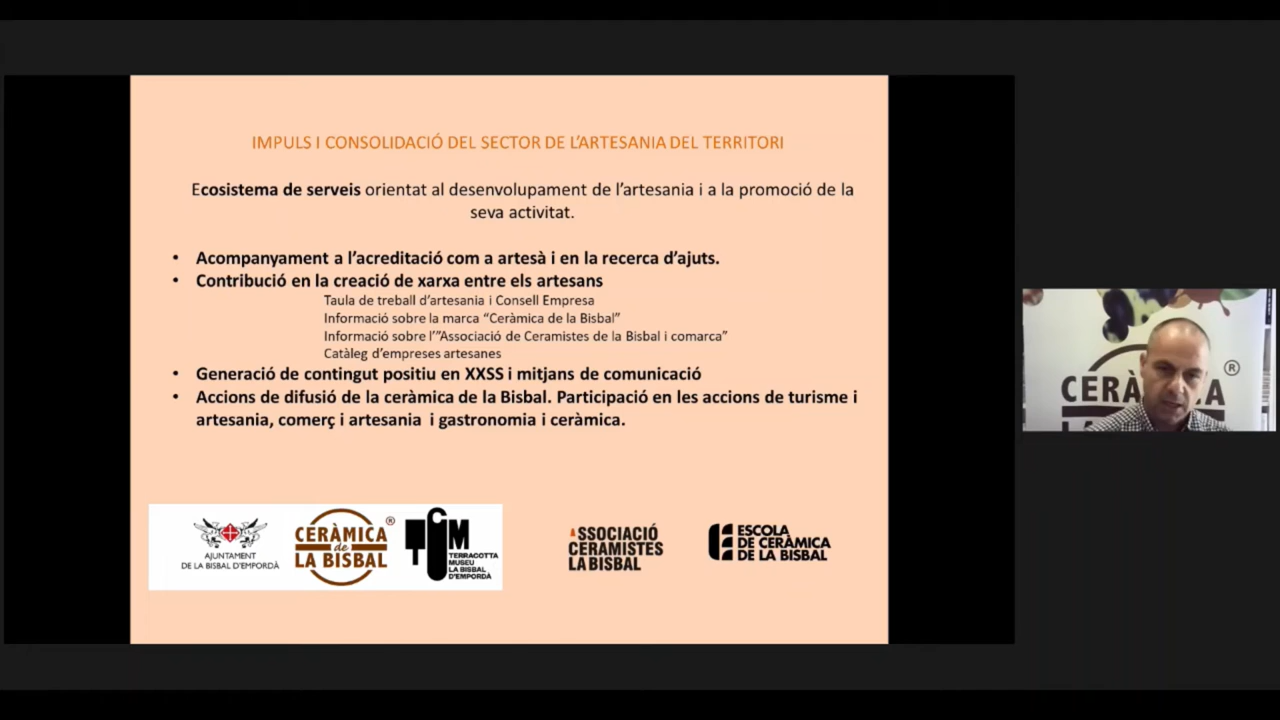 IMPULS I CONSOLIDACIÓ DEL SECTOR DE L'ARTESANIA DEL TERRITORI
Ecosistema de serveis orientat al desenvolupament de l'artesania i a la promoció de la
seva activitat.
• Acompanyament a l'acreditació com a artesà i en la recerca d'ajuts.
• Contribució en la creació de xarxa entre els artesans
Taula de treball d'artesania i Consell Empresa
Informació sobre la marca "Ceràmica de la Bisbal"
Informació sobre l'"Associació de Ceramistes de la Bisbal i comarca"
Catàleg d'empreses artesanes
• Generació de contingut positiu en XXSS i mitjans de comunicació
• Accions de difusió de la ceràmica de la Bisbal. Participació en les accions de turisme i
artesania, comerç i artesania i gastronomia i ceràmica.
AJUNTAMENT
DE LA BISBAL D'EMPORDÀ
CERÀMICA ®
de
LA BISBAL
TCM
TERRACOTTA
MUSEU
LA BISBAL
D'EMPORDÀ
ASSOCIACIÓ
CERAMISTES
LA BISBAL
ESCOLA
DE CERÀMICA
DE LA BISBAL
®